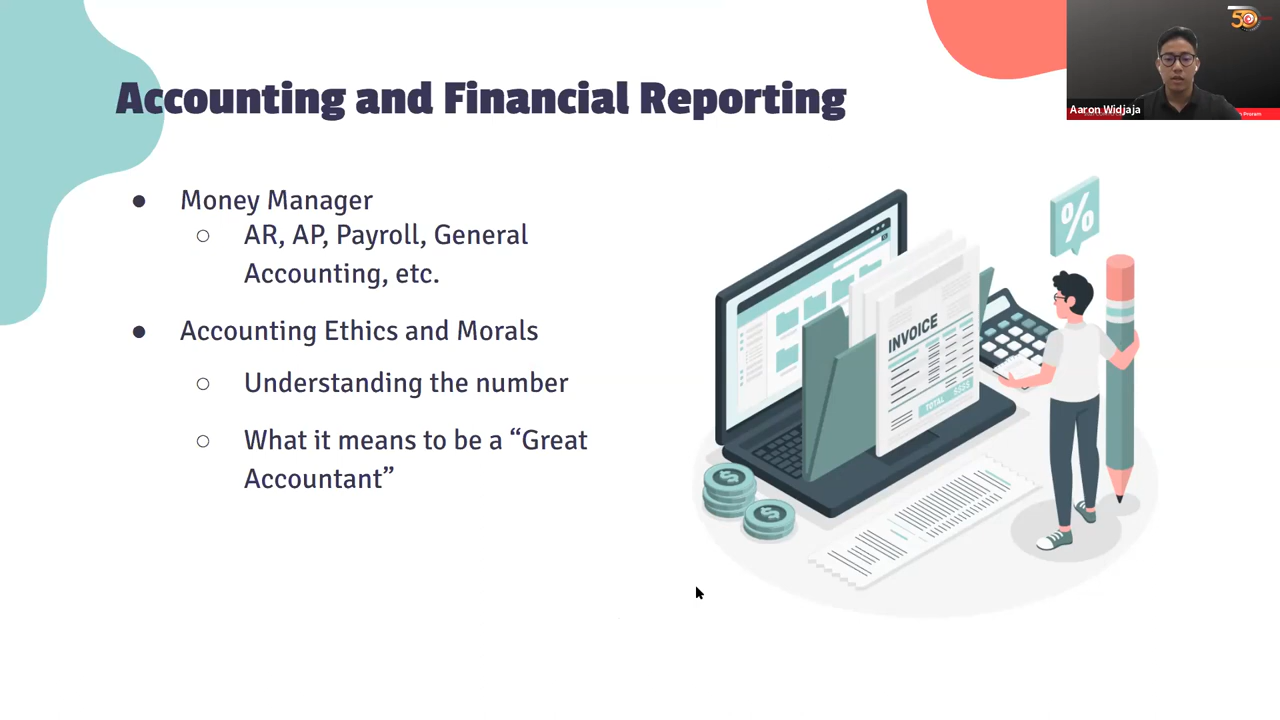 Accounting and Financial Reporting
● Money Manager
○ AR, AP, Payroll, General
Accounting, etc.
● Accounting Ethics and Morals
○ Understanding the number
○ What it means to be a “Great
Accountant”
INVOICE
TOTAL $$$$
%
50
Aaron Widjaja